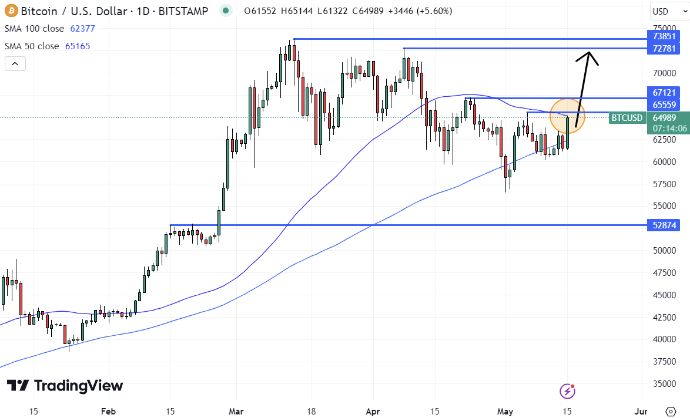 Bitcoin / U.S. Dollar · 1D · BITSTAMP O61552 H65144 L61322 C64989 +3446 (+5.60%)
USD
SMA 100 close 62377
SMA 50 close 65165
75000
73851
72781
70000
67121
65559
BTCUSD 64989
07:14:06
62500
60000
57500
55000
52874
50000
47500
45000
42500
40000
37500
35000
TradingView
15 Feb 15 Mar 18 Apr 15 May 15 Jun